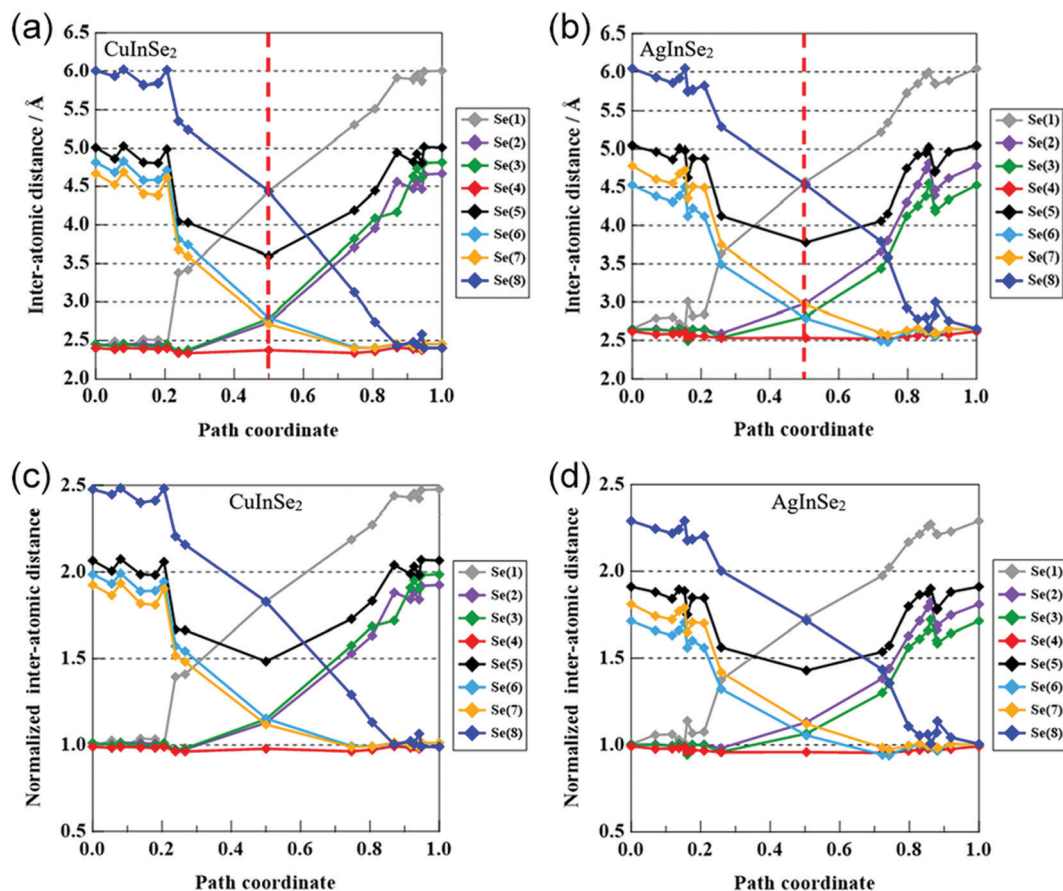 (a)
CuInSe₂
Inter-atomic distance / Å
6.0
5.5
5.0
4.5
4.0
3.5
3.0
2.5
2.0
0.0 0.2 0.4 0.6 0.8 1.0
Path coordinate
Se(1)
Se(2)
Se(3)
Se(4)
Se(5)
Se(6)
Se(7)
Se(8)
(b)
AgInSe₂
Inter-atomic distance / Å
6.0
5.5
5.0
4.5
4.0
3.5
3.0
2.5
2.0
0.0 0.2 0.4 0.6 0.8 1.0
Path coordinate
Se(1)
Se(2)
Se(3)
Se(4)
Se(5)
Se(6)
Se(7)
Se(8)
(c)
CuInSe₂
Normalized inter-atomic distance
2.5
2.0
1.5
1.0
0.5
0.0 0.2 0.4 0.6 0.8 1.0
Path coordinate
Se(1)
Se(2)
Se(3)
Se(4)
Se(5)
Se(6)
Se(7)
Se(8)
(d)
AgInSe₂
Normalized inter-atomic distance
2.5
2.0
1.5
1.0
0.5
0.0 0.2 0.4 0.6 0.8 1.0
Path coordinate
Se(1)
Se(2)
Se(3)
Se(4)
Se(5)
Se(6)
Se(7)
Se(8)